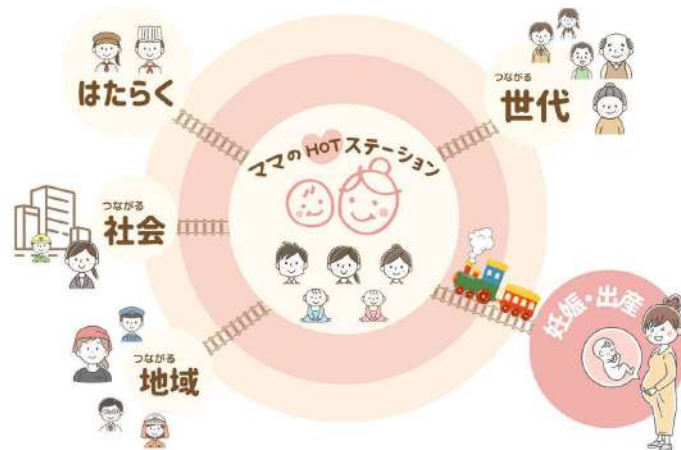 はたらく
つながる
世代
ママのHOTステーション
つながる
社会
妊娠・出産
つながる
地域